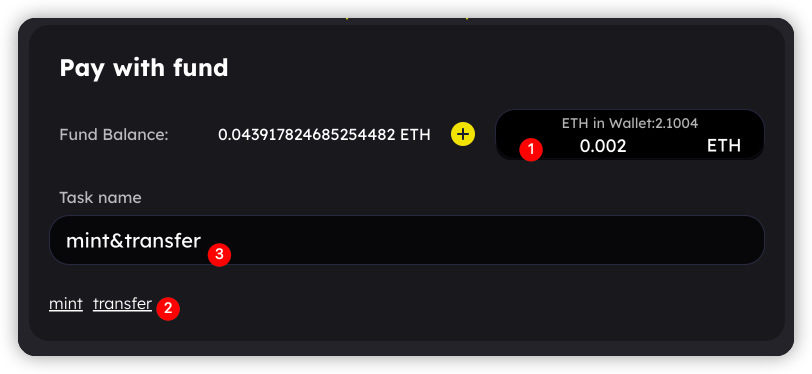 Pay with fund
ETH in Wallet:2.1004
Fund Balance: 0.043917824685254482 ETH + 1 0.002 ETH
Task name
mint&transfer 3
mint transfer 2